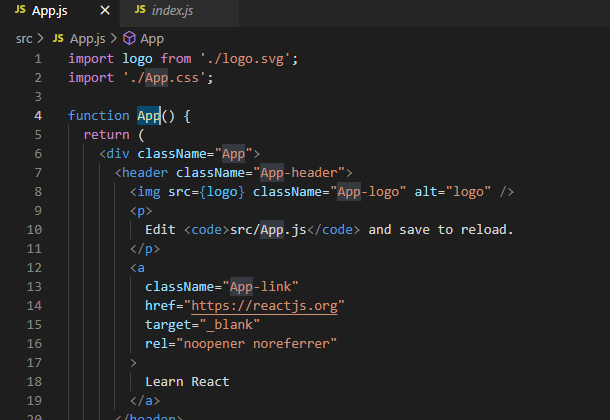 JS App.js × JS index.js
src > JS App.js > App
1 import logo from './logo.svg';
2 import './App.css';
3
4 function App() {
5 return (
6 <div className="App">
7 <header className="App-header">
8 <img src={logo} className="App-logo" alt="logo" />
9 <p>
10 Edit <code>src/App.js</code> and save to reload.
11 </p>
12 <a
13 className="App-link"
14 href="https://reactjs.org"
15 target="_blank"
16 rel="noopener noreferrer"
17 >
18 Learn React
19 </a>
20 </header>